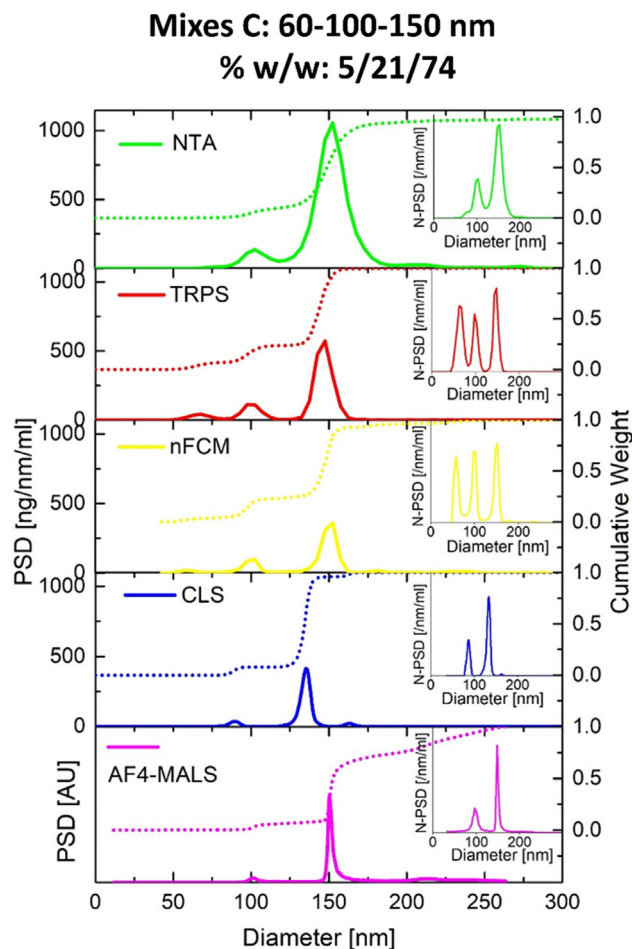 Mixes C: 60-100-150 nm
% w/w: 5/21/74
PSD [ng/nm/ml]
PSD [AU]
Cumulative Weight
NTA
1000
500
0
1.0
0.5
0.0
N-PSD [/nm/ml]
0 100 200
Diameter [nm]
TRPS
1000
500
0
1.0
0.5
0.0
N-PSD [/nm/ml]
0 100 200
Diameter [nm]
nFCM
1000
500
0
1.0
0.5
0.0
N-PSD [/nm/ml]
0 100 200
Diameter [nm]
CLS
1000
500
0
1.0
0.5
0.0
N-PSD [/nm/ml]
0 100 200
Diameter [nm]
AF4-MALS
1.0
0.5
0.0
N-PSD [/nm/ml]
0 100 200
Diameter [nm]
0 50 100 150 200 250 300
Diameter [nm]